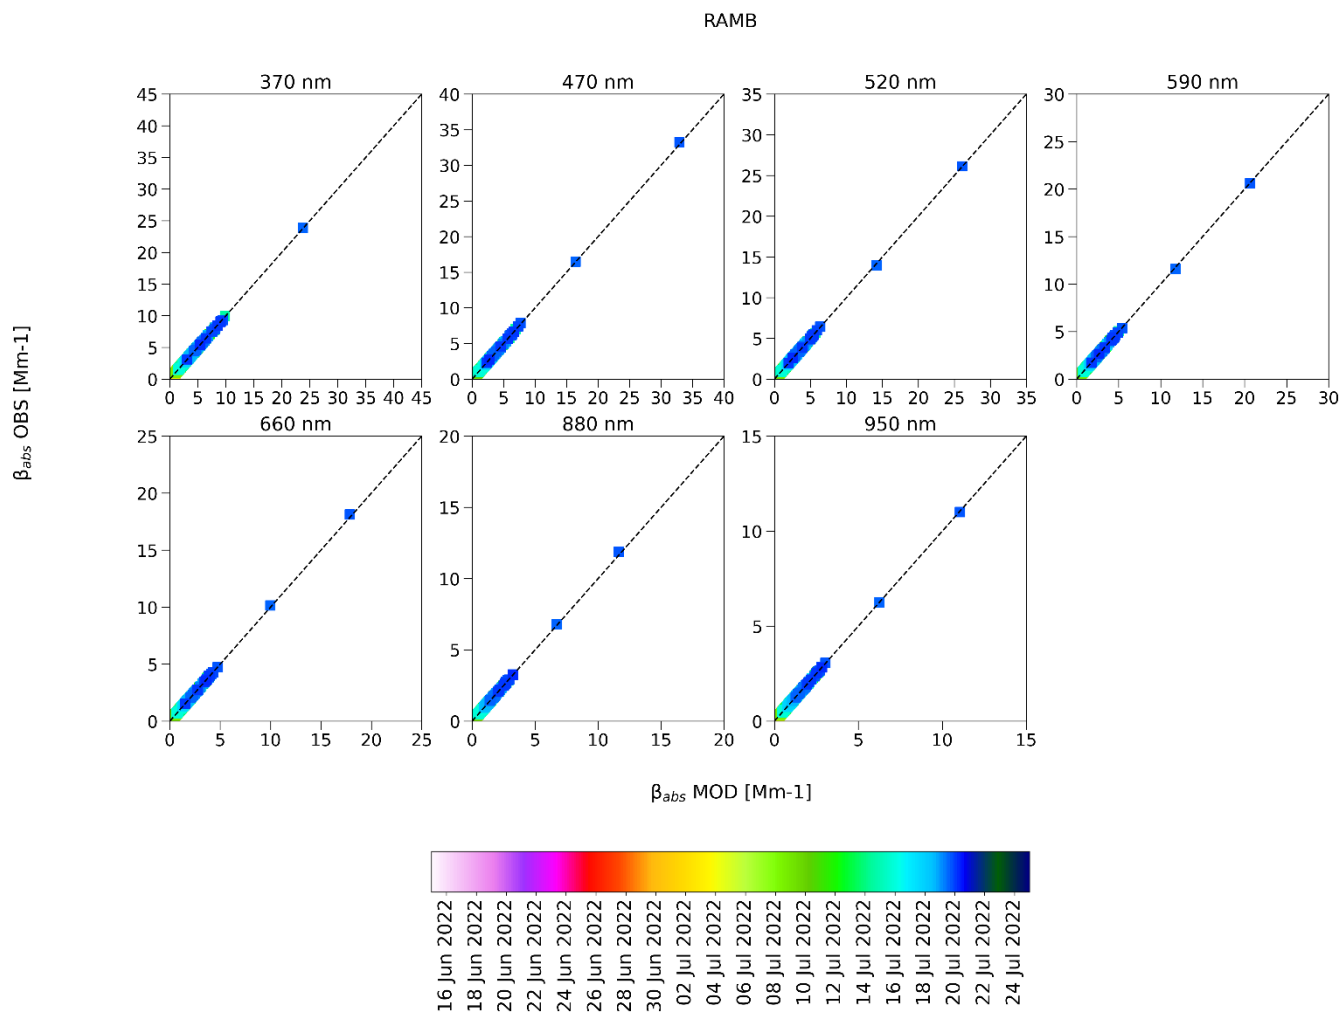 RAMB
370 nm
470 nm
520 nm
590 nm
45
40
35
30
25
20
15
10
5
0
0 5 10 15 20 25 30 35 40 45
40
35
30
25
20
15
10
5
0
0 5 10 15 20 25 30 35 40
35
30
25
20
15
10
5
0
0 5 10 15 20 25 30 35
30
25
20
15
10
5
0
0 5 10 15 20 25 30
β_abs OBS [Mm-1]
660 nm
880 nm
950 nm
25
20
15
10
5
0
0 5 10 15 20 25
20
15
10
5
0
0 5 10 15 20
15
10
5
0
0 5 10 15
β_abs MOD [Mm-1]
16 Jun 2022
18 Jun 2022
20 Jun 2022
22 Jun 2022
24 Jun 2022
26 Jun 2022
28 Jun 2022
30 Jun 2022
02 Jul 2022
04 Jul 2022
06 Jul 2022
08 Jul 2022
10 Jul 2022
12 Jul 2022
14 Jul 2022
16 Jul 2022
18 Jul 2022
20 Jul 2022
22 Jul 2022
24 Jul 2022